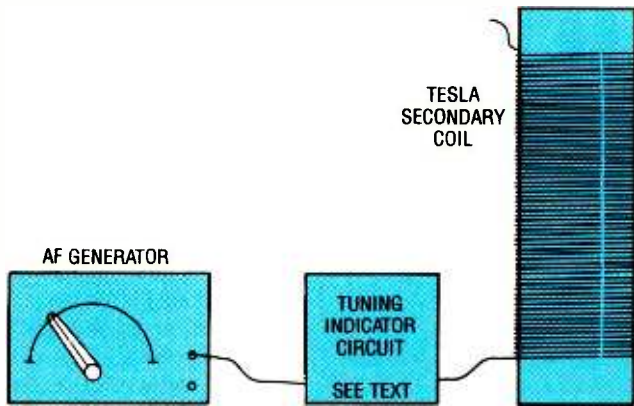 TESLA
SECONDARY
COIL
AF GENERATOR
TUNING
INDICATOR
CIRCUIT
SEE TEXT